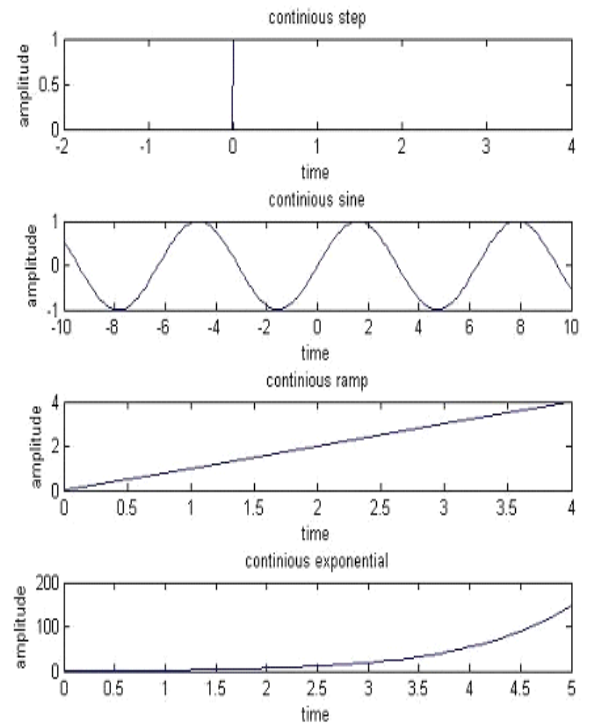 continious step
1
0.5
0
amplitude
-2 -1 0 1 2 3 4
time
continious sine
1
0
-1
amplitude
-10 -8 -6 -4 -2 0 2 4 6 8 10
time
continious ramp
4
2
0
amplitude
0 0.5 1 1.5 2 2.5 3 3.5 4
time
continious exponential
200
100
0
amplitude
0 0.5 1 1.5 2 2.5 3 3.5 4 4.5 5
time